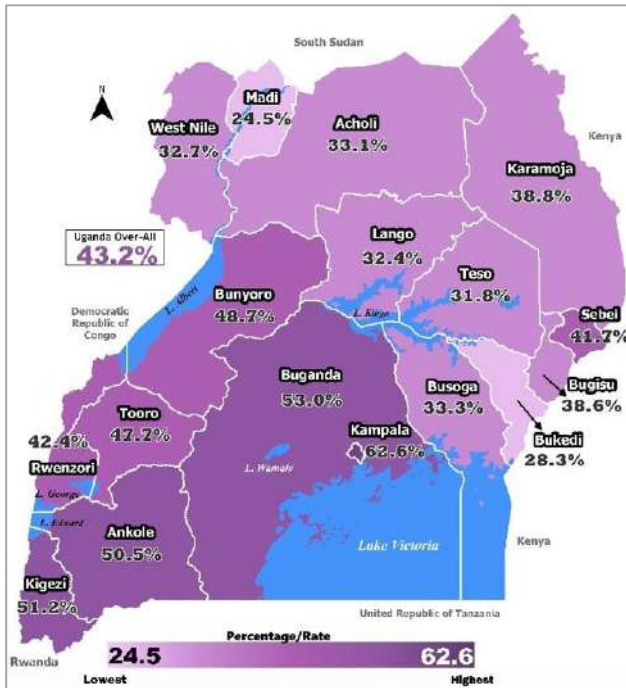 South Sudan
N
Madi
24.5%
West Nile
32.7%
Acholi
33.1%
Kenya
Karamoja
38.8%
Uganda Over-All
43.2%
Lango
32.4%
Teso
31.8%
L. Albert
Bunyoro
48.7%
Democratic
Republic of
Congo
L. Kioga
Sebei
41.7%
Buganda
53.0%
Busoga
33.3%
Bugisu
38.6%
Tooro
47.7%
42.4%
Rwenzori
Kampala
62.6%
Bukedi
28.3%
L. George
L. Wamale
L. Edward
Ankole
50.5%
Lake Victoria
Kenya
Kigezi
51.2%
United Republic of Tanzania
Rwanda
Percentage/Rate
24.5
62.6
Lowest
Highest